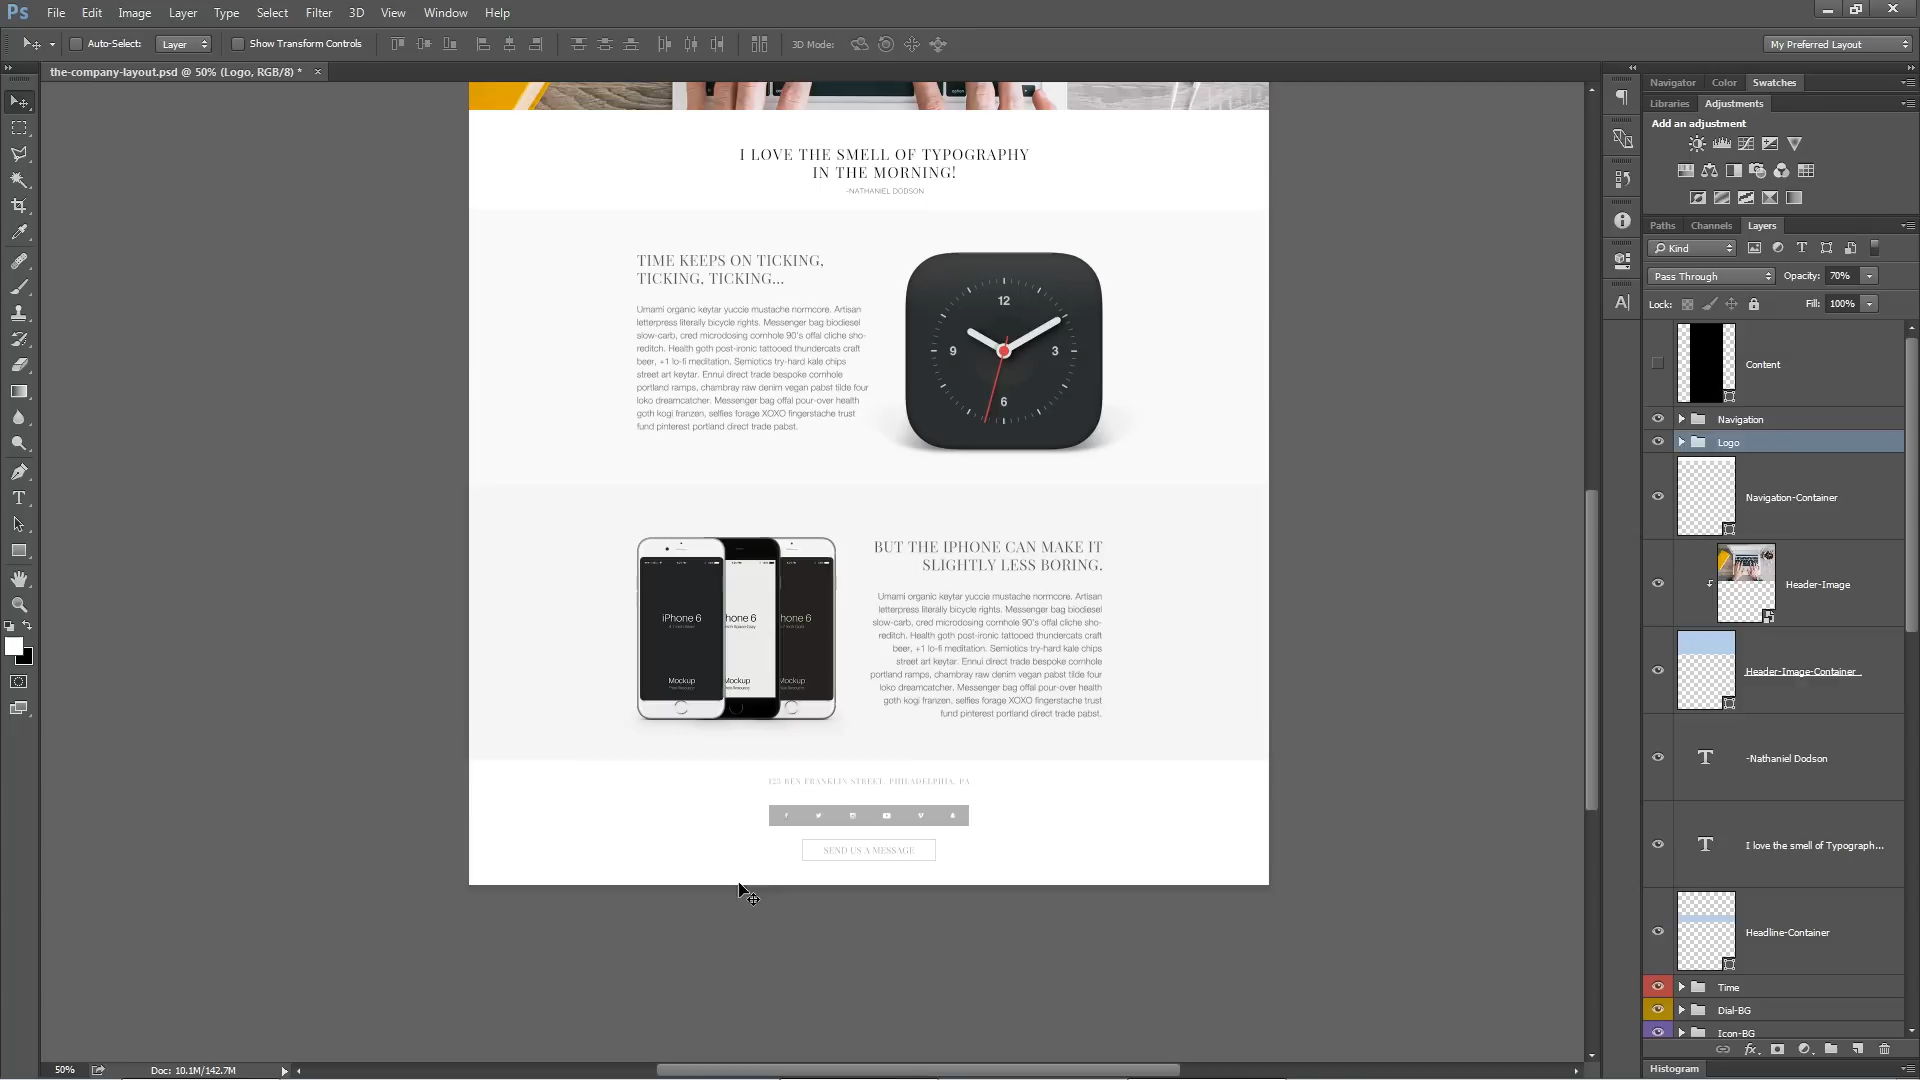 Ps File Edit Image Layer Type Select Filter 3D View Window Help
Auto-Select: Layer Show Transform Controls 3D Mode: My Preferred Layout
the-company-layout.psd @ 50% (Logo, RGB/8) *
I LOVE THE SMELL OF TYPOGRAPHY
IN THE MORNING!
-NATHANIEL DODSON
TIME KEEPS ON TICKING,
TICKING, TICKING...
Umami organic keytar yuccie mustache normcore. Artisan
letterpress literally bicycle rights. Messenger bag biodiesel
slow-carb, cred microdosing cornhole 90's offal cliche sho-
reditch. Health goth post-ironic tattooed thundercats craft
beer, +1 lo-fi meditation. Semiotics try-hard kale chips
street art keytar. Ennui direct trade bespoke cornhole
portland ramps, chambray raw denim vegan pabst tilde four
loko dreamcatcher. Messenger bag offal pour-over health
goth kogi franzen, selfies forage XOXO fingerstache trust
fund pinterest portland direct trade pabst.
12
9
3
6
BUT THE IPHONE CAN MAKE IT
SLIGHTLY LESS BORING.
Umami organic keytar yuccie mustache normcore. Artisan
letterpress literally bicycle rights. Messenger bag biodiesel
slow-carb, cred microdosing cornhole 90's offal cliche sho-
reditch. Health goth post-ironic tattooed thundercats craft
beer, +1 lo-fi meditation. Semiotics try-hard kale chips
street art keytar. Ennui direct trade bespoke cornhole
portland ramps, chambray raw denim vegan pabst tilde four
loko dreamcatcher. Messenger bag offal pour-over health
goth kogi franzen, selfies forage XOXO fingerstache trust
fund pinterest portland direct trade pabst.
iPhone 6
hone 6
iPhone 6
Mockup
Mockup
Mockup
123 BEN FRANKLIN STREET, PHILADELPHIA, PA
SEND US A MESSAGE
Navigator Color Swatches
Libraries Adjustments
Add an adjustment
Paths Channels Layers
Kind
Pass Through Opacity: 70%
Lock: Fill: 100%
Content
Navigation
Logo
Navigation-Container
Header-Image
Header-Image-Container
-Nathaniel Dodson
I love the smell of Typograph...
Headline-Container
Time
Dial-BG
Icon-BG
Histogram
50% Doc: 10.1M/142.7M